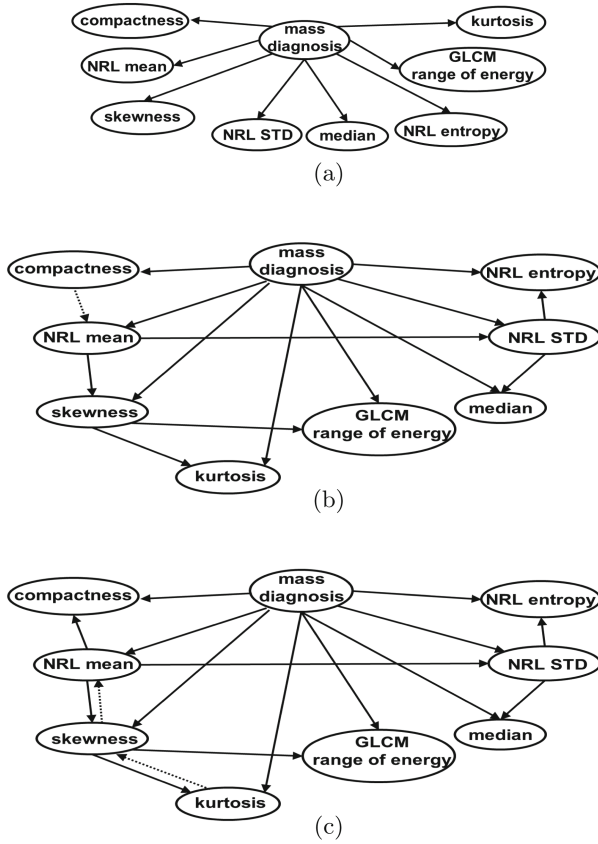 compactness
mass
diagnosis
kurtosis
NRL mean
GLCM
range of energy
skewness
NRL STD
median
NRL entropy
(a)
compactness
mass
diagnosis
NRL entropy
NRL mean
NRL STD
skewness
GLCM
range of energy
median
kurtosis
(b)
compactness
mass
diagnosis
NRL entropy
NRL mean
NRL STD
skewness
GLCM
range of energy
median
kurtosis
(c)